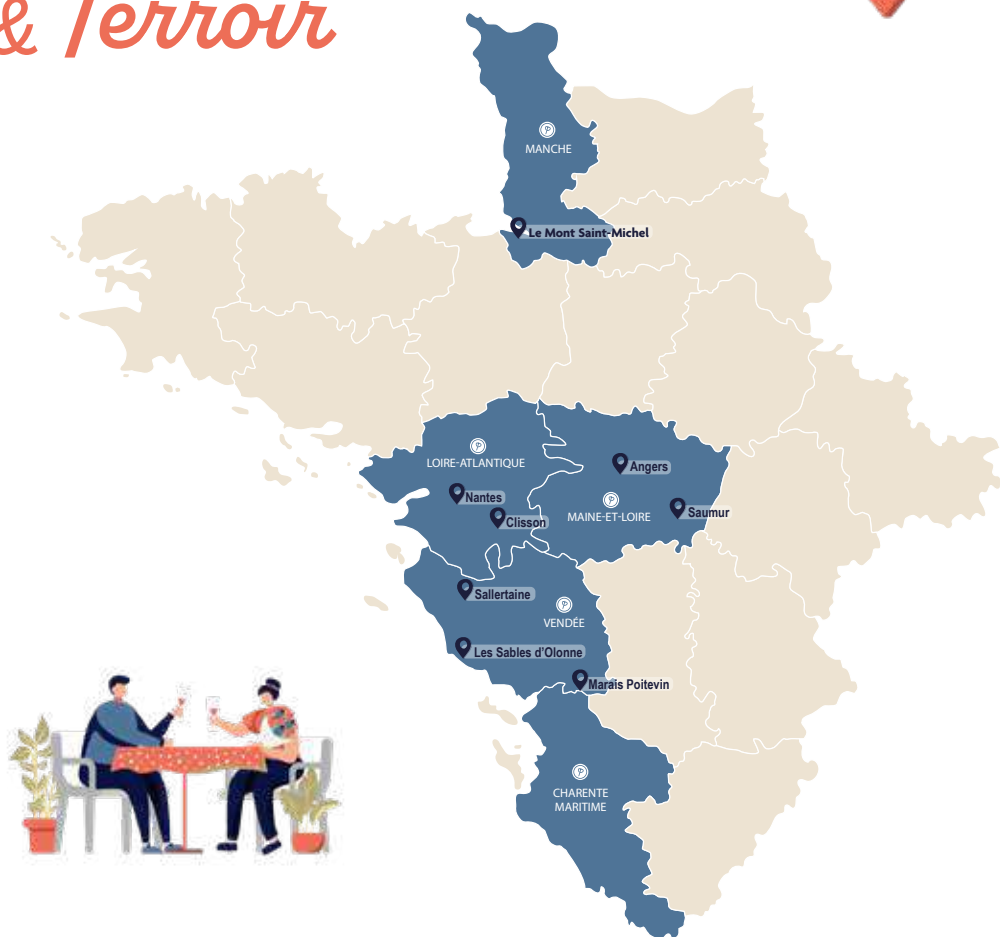 & Terroir
MANCHE
Le Mont Saint-Michel
LOIRE-ATLANTIQUE
Angers
Nantes
MAINE-ET-LOIRE
Saumur
Clisson
Sallertaine
VENDÉE
Les Sables d'Olonne
Marais Poitevin
CHARENTE
MARITIME